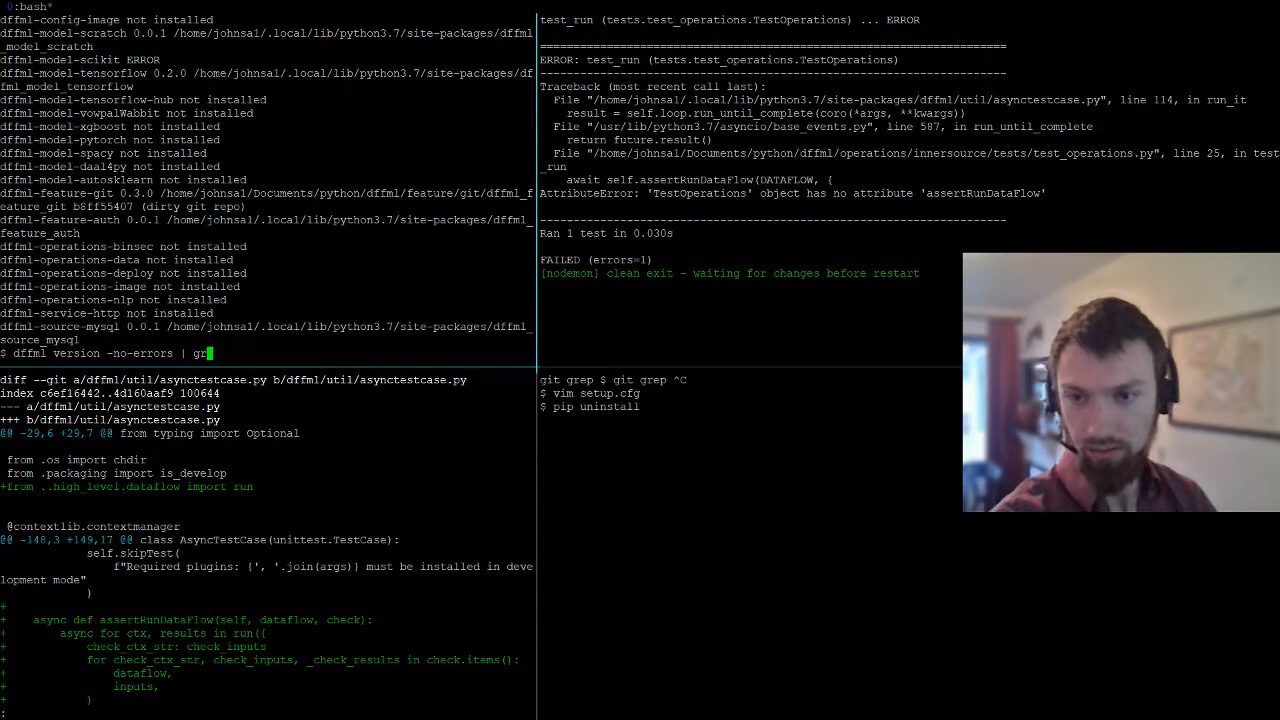 0:bash*
dffml-config-image not installed
dffml-model-scratch 0.0.1 /home/johnsa1/.local/lib/python3.7/site-packages/dffml
_model_scratch
dffml-model-scikit ERROR
dffml-model-tensorflow 0.2.0 /home/johnsa1/.local/lib/python3.7/site-packages/df
fml_model_tensorflow
dffml-model-tensorflow-hub not installed
dffml-model-vowpalWabbit not installed
dffml-model-xgboost not installed
dffml-model-pytorch not installed
dffml-model-spacy not installed
dffml-model-daal4py not installed
dffml-model-autosklearn not installed
dffml-feature-git 0.3.0 /home/johnsa1/Documents/python/dffml/feature/git/dffml_f
eature_git b8ff55407 (dirty git repo)
dffml-feature-auth 0.0.1 /home/johnsa1/.local/lib/python3.7/site-packages/dffml_
feature_auth
dffml-operations-binsec not installed
dffml-operations-data not installed
dffml-operations-deploy not installed
dffml-operations-image not installed
dffml-operations-nlp not installed
dffml-service-http not installed
dffml-source-mysql 0.0.1 /home/johnsa1/.local/lib/python3.7/site-packages/dffml_
source_mysql
$ dffml version -no-errors | gr
test_run (tests.test_operations.TestOperations) ... ERROR
======================================================================
ERROR: test_run (tests.test_operations.TestOperations)
----------------------------------------------------------------------
Traceback (most recent call last):
  File "/home/johnsa1/.local/lib/python3.7/site-packages/dffml/util/asynctestcase.py", line 114, in run_it
    result = self.loop.run_until_complete(coro(*args, **kwargs))
  File "/usr/lib/python3.7/asyncio/base_events.py", line 587, in run_until_complete
    return future.result()
  File "/home/johnsa1/Documents/python/dffml/operations/innersource/tests/test_operations.py", line 25, in test
_run
    await self.assertRunDataFlow(DATAFLOW, {
AttributeError: 'TestOperations' object has no attribute 'assertRunDataFlow'
----------------------------------------------------------------------
Ran 1 test in 0.030s
FAILED (errors=1)
[nodemon] clean exit - waiting for changes before restart
diff --git a/dffml/util/asynctestcase.py b/dffml/util/asynctestcase.py
index c6ef16442..4d160aaf9 100644
--- a/dffml/util/asynctestcase.py
+++ b/dffml/util/asynctestcase.py
@@ -29,6 +29,7 @@ from typing import Optional
 from .os import chdir
 from .packaging import is_develop
+from ..high_level.dataflow import run
 @contextlib.contextmanager
@@ -148,3 +149,17 @@ class AsyncTestCase(unittest.TestCase):
             self.skipTest(
                 f"Required plugins: {', '.join(args)} must be installed in deve
lopment mode"
             )
+
+    async def assertRunDataFlow(self, dataflow, check):
+        async for ctx, results in run({
+            check_ctx_str: check_inputs
+            for check_ctx_str, check_inputs, _check_results in check.items():
+                dataflow,
+                inputs,
+            )
:
git grep $ git grep ^C
$ vim setup.cfg
$ pip uninstall